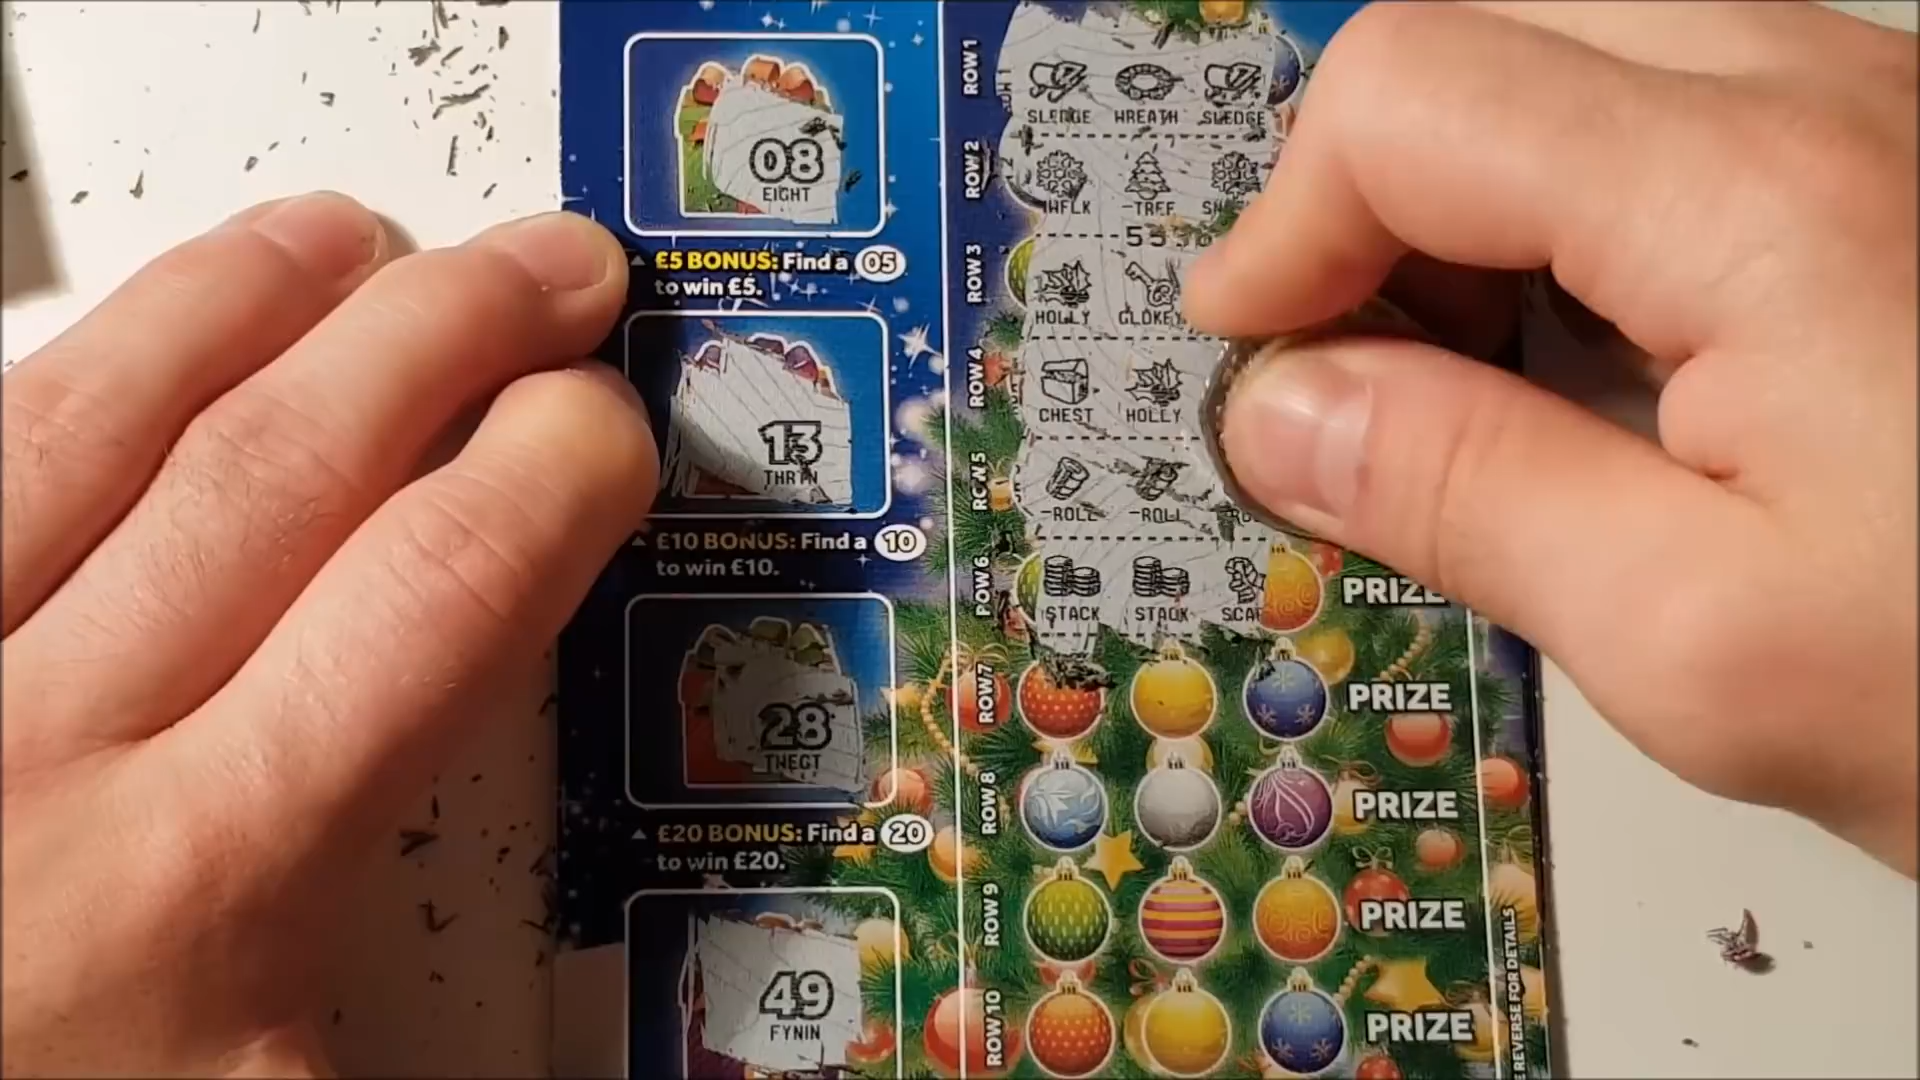 08
EIGHT
£5 BONUS: Find a 05
to win £5.
13
THRTN
£10 BONUS: Find a 10
to win £10.
28
TWEGT
£20 BONUS: Find a 20
to win £20.
49
FYNIN
ROW 1
SLEDGE WREATH SLEDGE
ROW 2
TREE
ROW 3
HOLLY GLDKEY
ROW 4
CHEST HOLLY
ROW 5
ROLL ROLL
ROW 6
STACK STACK PRIZE
ROW 7 PRIZE
ROW 8 PRIZE
ROW 9 PRIZE
ROW 10 PRIZE
REVERSE FOR DETAILS